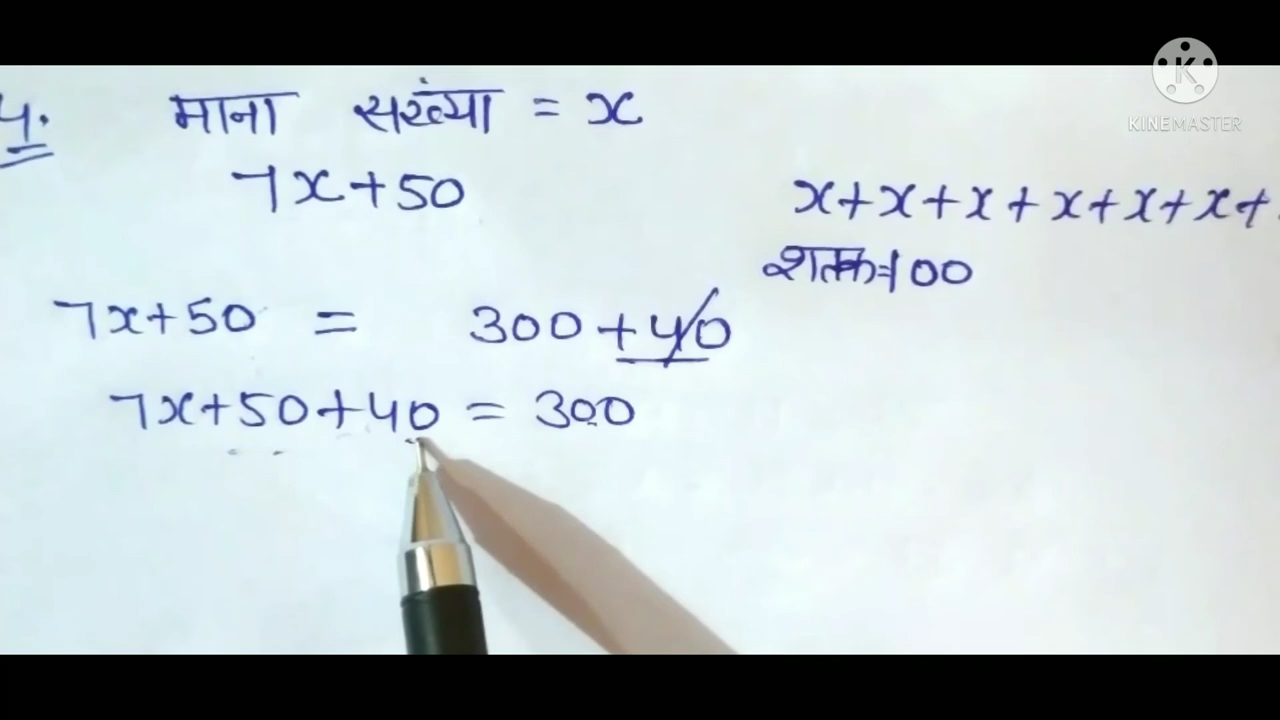 4.
माना संख्या = x
7x+50
x+x+x+x+x+x+
शतक=100
7x+50 = 300+40
7x+50+40 = 300
KINEMASTER